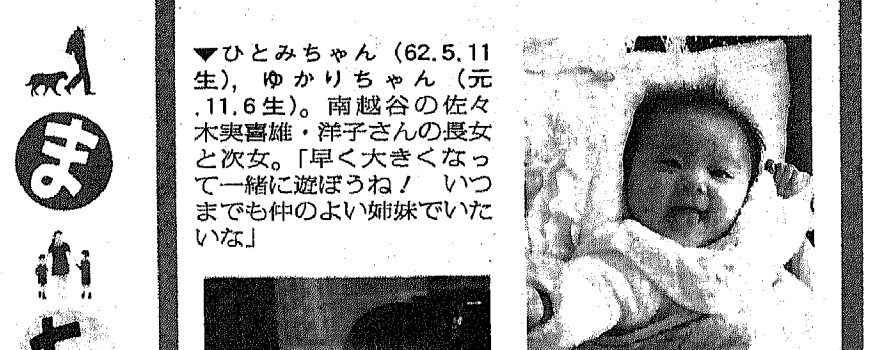 ま
▼ひとみちゃん（62.5.11
生），ゆかりちゃん（元
.11.6生）。南越谷の佐々
木実喜雄・洋子さんの長女
と次女。「早く大きくなっ
て一緒に遊ぼうね！　いつ
までも仲のよい姉妹でいた
いな」